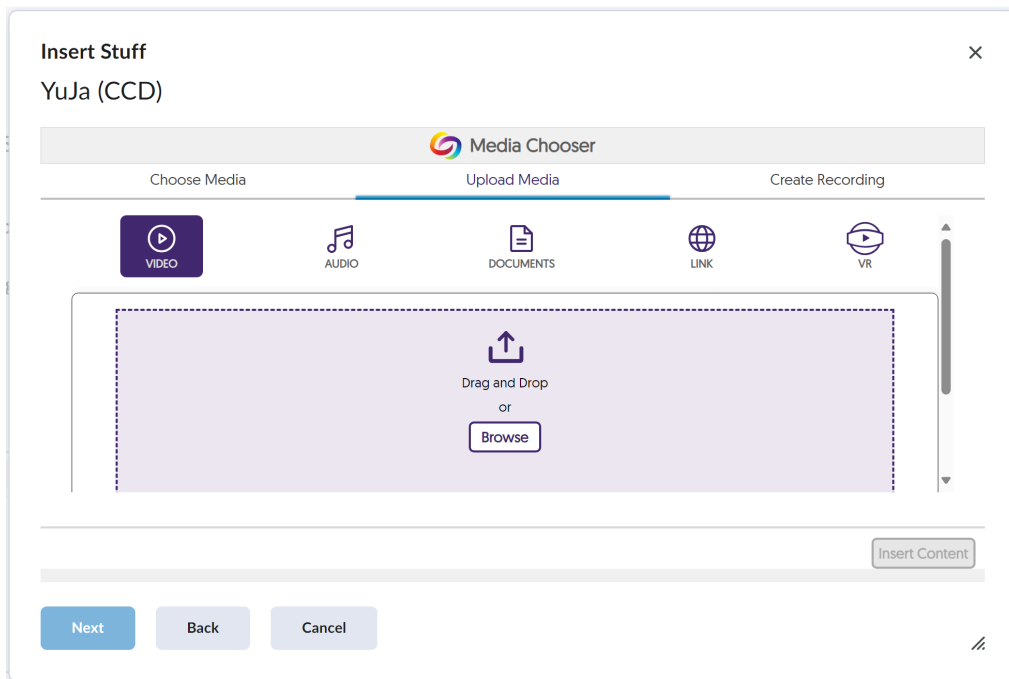 Insert Stuff
YuJa (CCD)
Media Chooser
Choose Media Upload Media Create Recording
VIDEO AUDIO DOCUMENTS LINK VR
Drag and Drop
or
Browse
Insert Content
Next Back Cancel